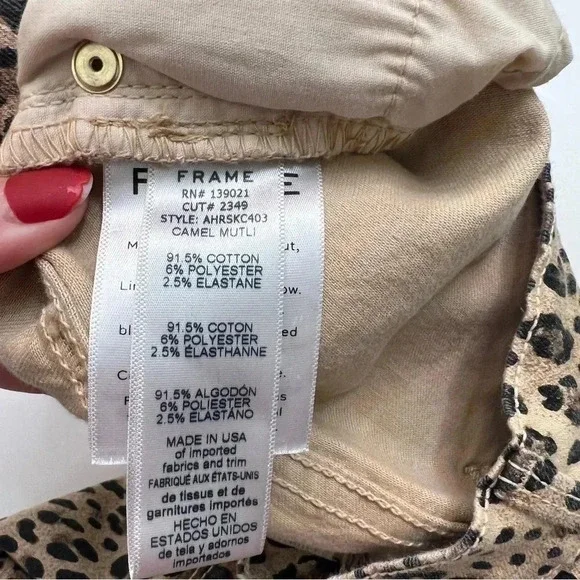 FRAME
RN# 139021
CUT# 2349
STYLE: AHRSKC403
CAMEL MUTLI
91.5% COTTON
6% POLYESTER
2.5% ELASTANE
91.5% COTON
6% POLYESTER
2.5% ÉLASTHANNE
91.5% ALGODÓN
6% POLIESTER
2.5% ELASTANO
MADE IN USA
of imported
fabrics and trim
FABRIQUÉ AUX ÉTATS-UNIS
de tissus et de
garnitures importés
HECHO EN
ESTADOS UNIDOS
de tela y adornos
importados